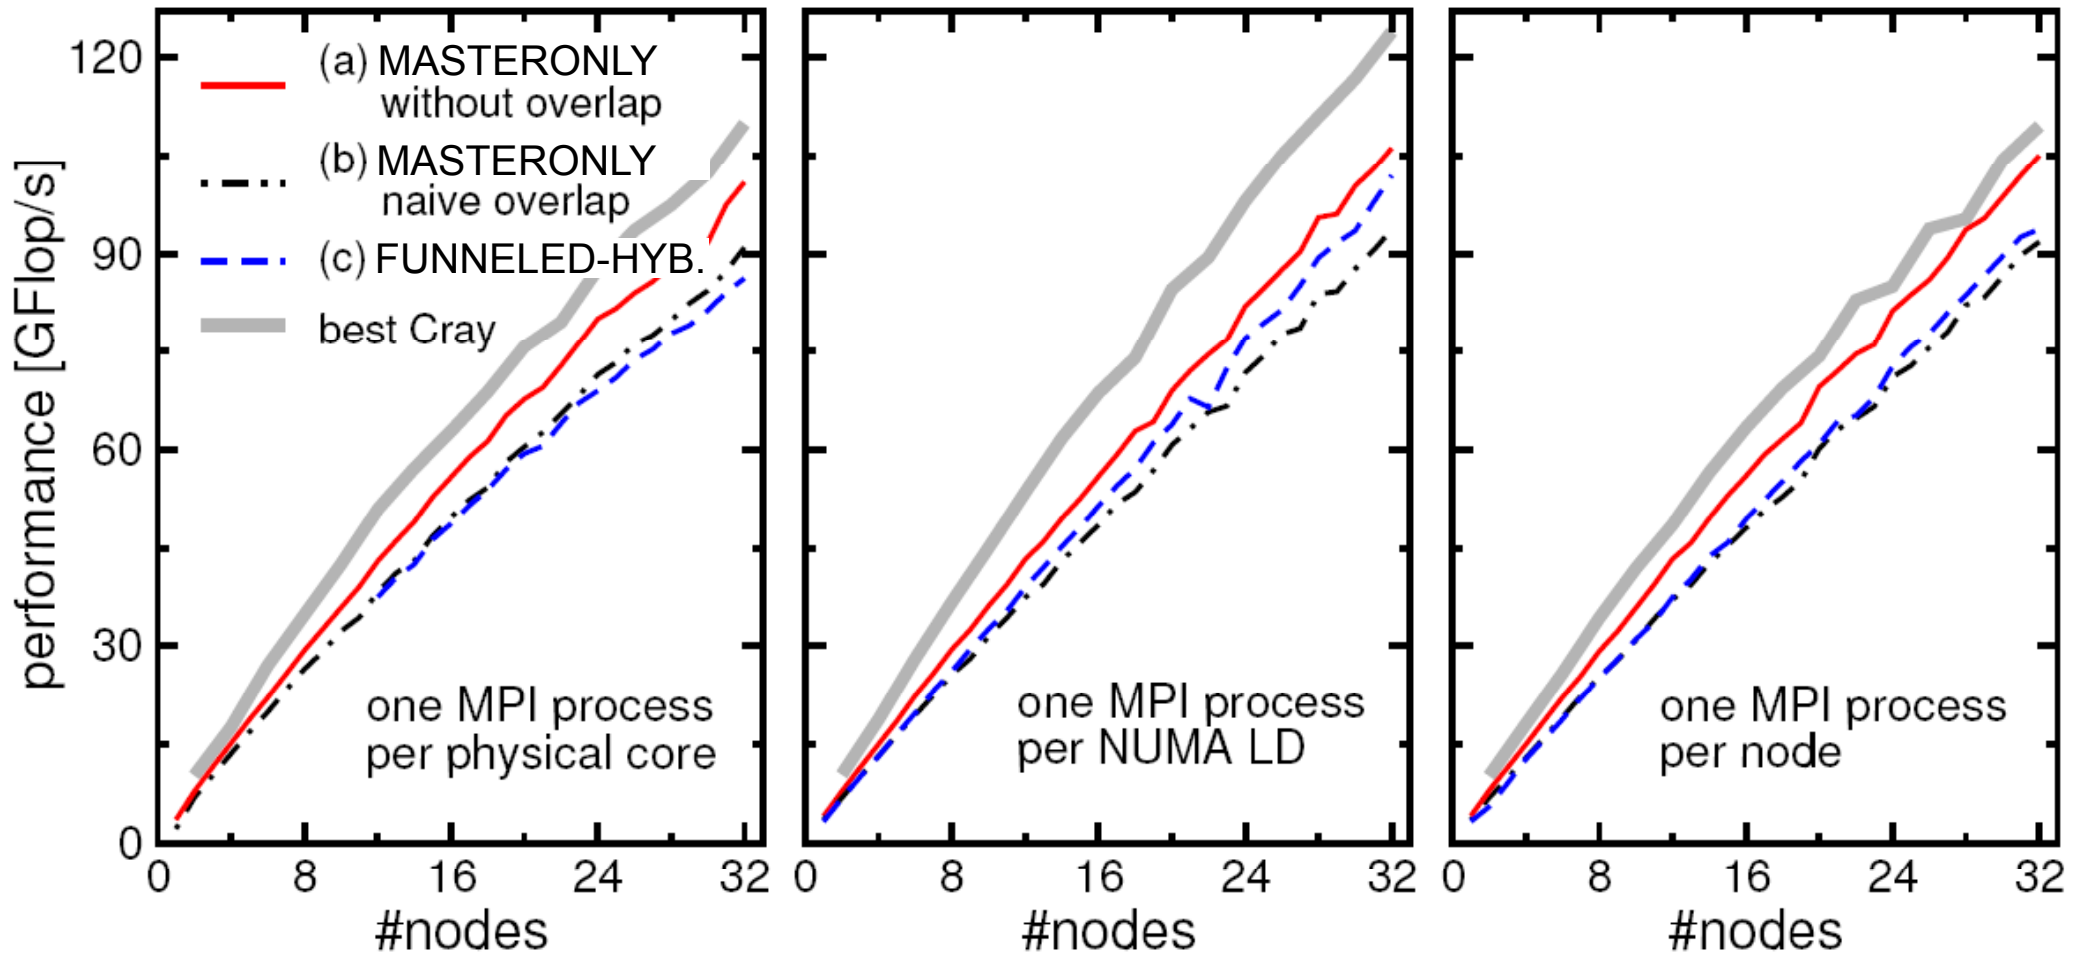 performance [GFlop/s]
120
90
60
30
0
(a) MASTERONLY
without overlap
(b) MASTERONLY
naive overlap
(c) FUNNELED-HYB.
best Cray
one MPI process
per physical core
0 8 16 24 32
#nodes
one MPI process
per NUMA LD
0 8 16 24 32
#nodes
one MPI process
per node
0 8 16 24 32
#nodes